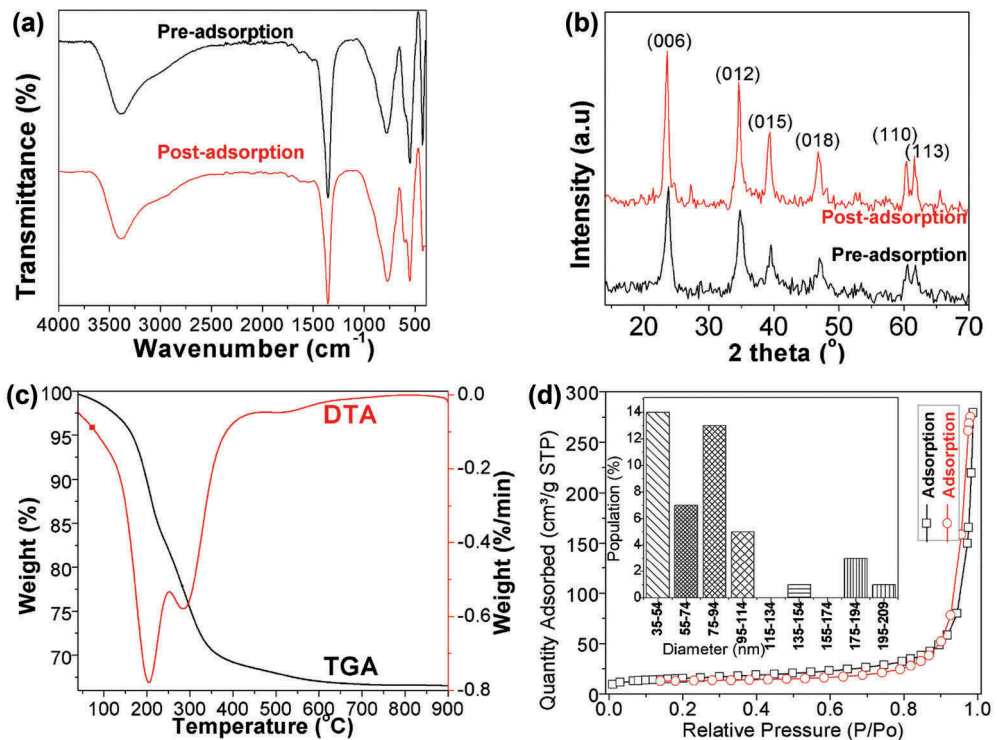 (a)
Pre-adsorption
Post-adsorption
Transmittance (%)
4000 3500 3000 2500 2000 1500 1000 500
Wavenumber (cm⁻¹)
(b)
(006)
(012)
(015)
(018)
(110)
(113)
Post-adsorption
Pre-adsorption
Intensity (a.u)
20 30 40 50 60 70
2 theta (°)
(c)
100
95
90
85
80
75
70
Weight (%)
DTA
TGA
0.0
-0.2
-0.4
-0.6
-0.8
Weight (%/min)
100 200 300 400 500 600 700 800 900
Temperature (°C)
(d)
300
250
200
150
100
50
0
Quantity Adsorbed (cm³/g STP)
14
12
10
8
6
4
2
0
Population (%)
35-54
55-74
75-94
95-114
115-134
135-154
155-174
175-194
195-209
Diameter (nm)
Adsorption
Adsorption
0.0 0.2 0.4 0.6 0.8 1.0
Relative Pressure (P/Po)